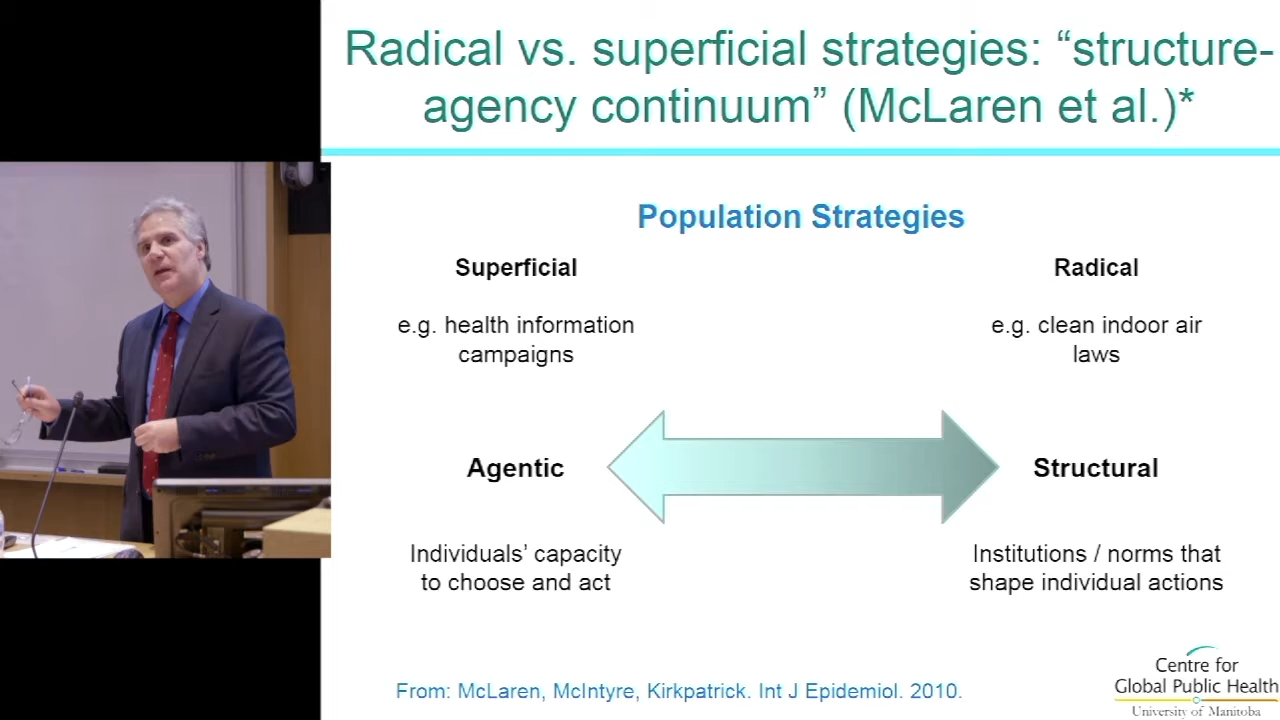 Radical vs. superficial strategies: “structure-
agency continuum” (McLaren et al.)*
Population Strategies
Superficial
Radical
e.g. health information
campaigns
e.g. clean indoor air
laws
Agentic
Structural
Individuals’ capacity
to choose and act
Institutions / norms that
shape individual actions
From: McLaren, McIntyre, Kirkpatrick. Int J Epidemiol. 2010.
Centre for
Global Public Health
University of Manitoba